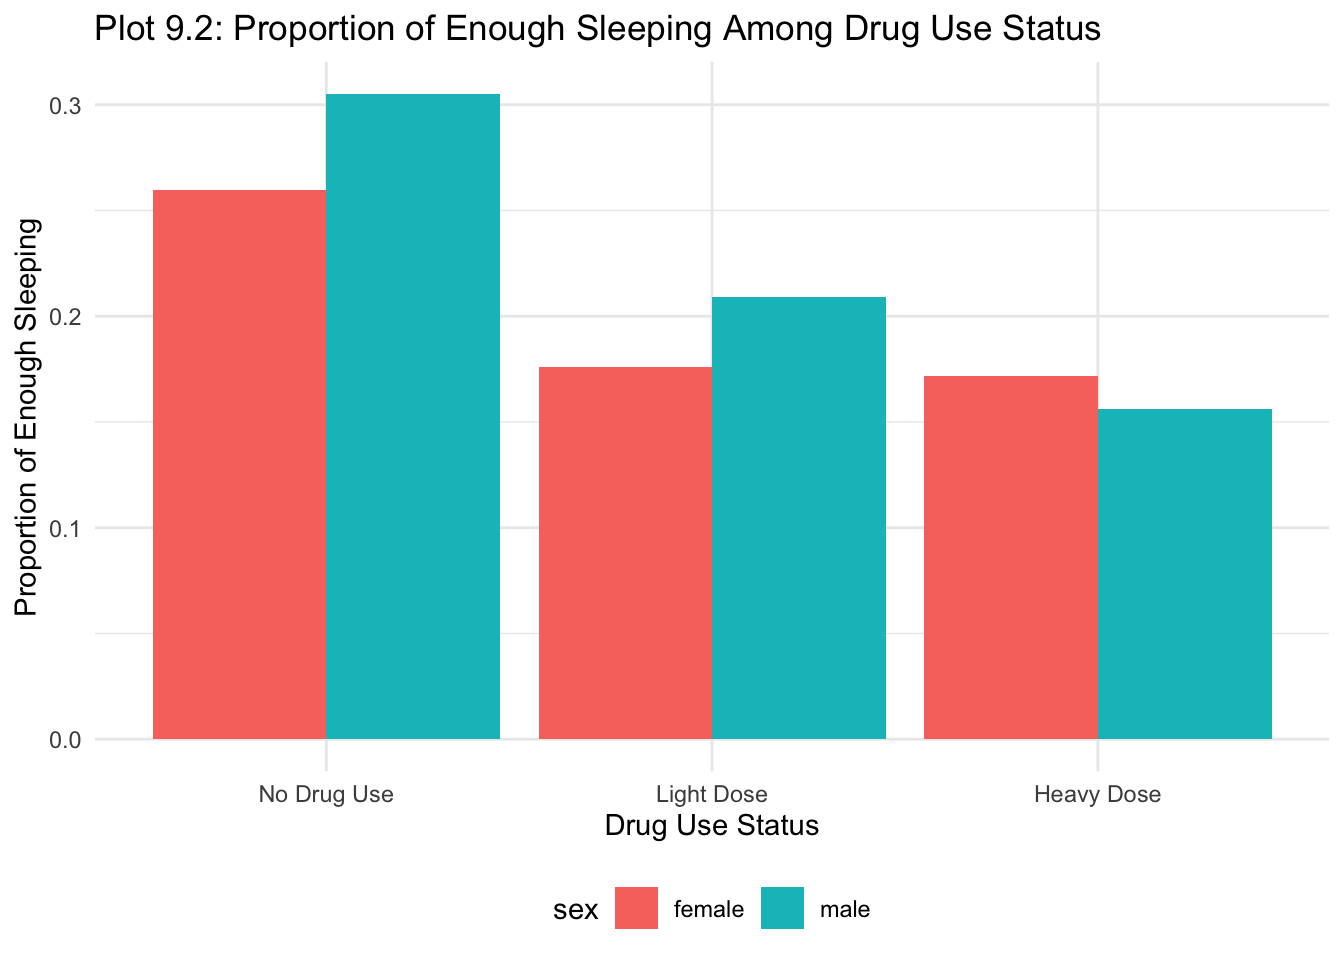 Plot 9.2: Proportion of Enough Sleeping Among Drug Use Status
Proportion of Enough Sleeping
0.3
0.2
0.1
0.0
No Drug Use Light Dose Heavy Dose
Drug Use Status
sex female male